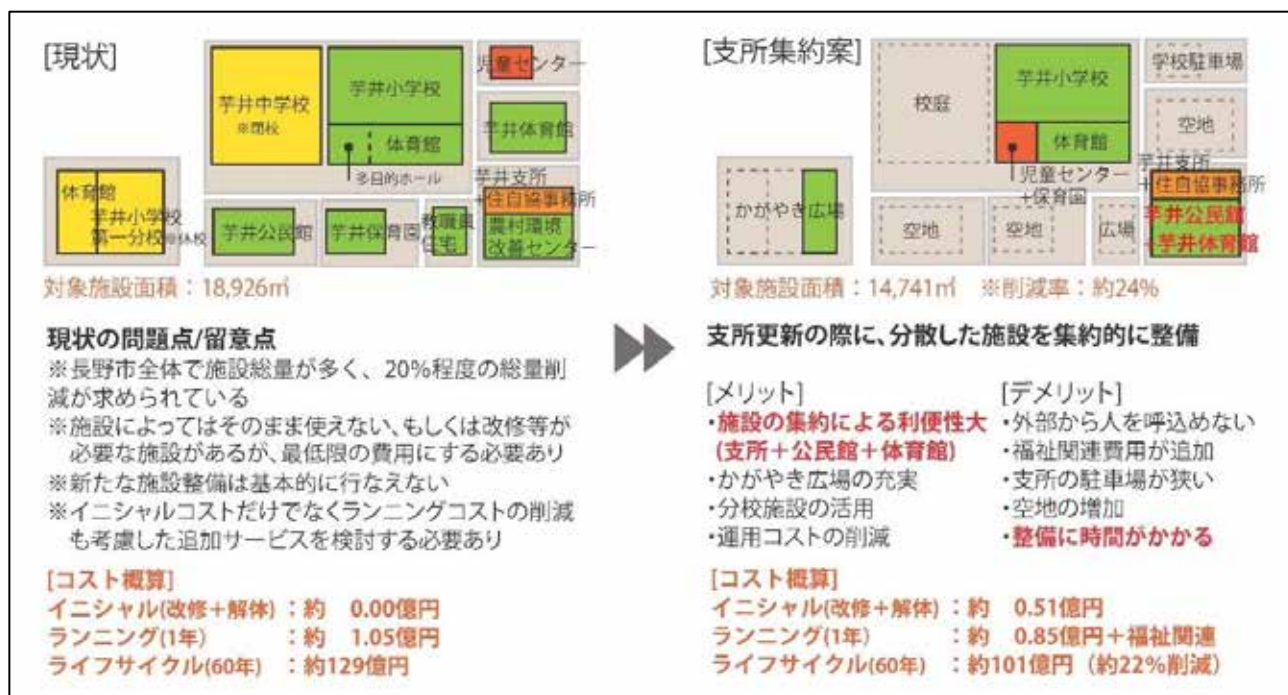 [現状]
芋井中学校
※閉校
芋井小学校
体育館
多目的ホール
児童センター
芋井体育館
芋井支所
+住自協事務所
農村環境
改善センター
体育館
芋井小学校
第一分校※休校
芋井公民館
芋井保育園
教職員
住宅
対象施設面積：18,926㎡
現状の問題点/留意点
※長野市全体で施設総量が多く、20%程度の総量削
減が求められている
※施設によってはそのまま使えない、もしくは改修等が
必要な施設があるが、最低限の費用にする必要あり
※新たな施設整備は基本的に行なえない
※イニシャルコストだけでなくランニングコストの削減
も考慮した追加サービスを検討する必要あり
[コスト概算]
イニシャル(改修＋解体)：約 0.00億円
ランニング(1年)：約 1.05億円
ライフサイクル(60年)：約129億円
[支所集約案]
校庭
芋井小学校
体育館
児童センター
+保育園
学校駐車場
空地
芋井支所
+住自協事務所
芋井公民館
+芋井体育館
かがやき広場
空地
空地
広場
対象施設面積：14,741㎡ ※削減率：約24%
支所更新の際に、分散した施設を集約的に整備
[メリット]
・施設の集約による利便性大
(支所＋公民館＋体育館)
・かがやき広場の充実
・分校施設の活用
・運用コストの削減
[デメリット]
・外部から人を呼込めない
・福祉関連費用が追加
・支所の駐車場が狭い
・空地の増加
・整備に時間がかかる
[コスト概算]
イニシャル(改修＋解体)：約 0.51億円
ランニング(1年)：約 0.85億円＋福祉関連
ライフサイクル(60年)：約101億円（約22%削減）